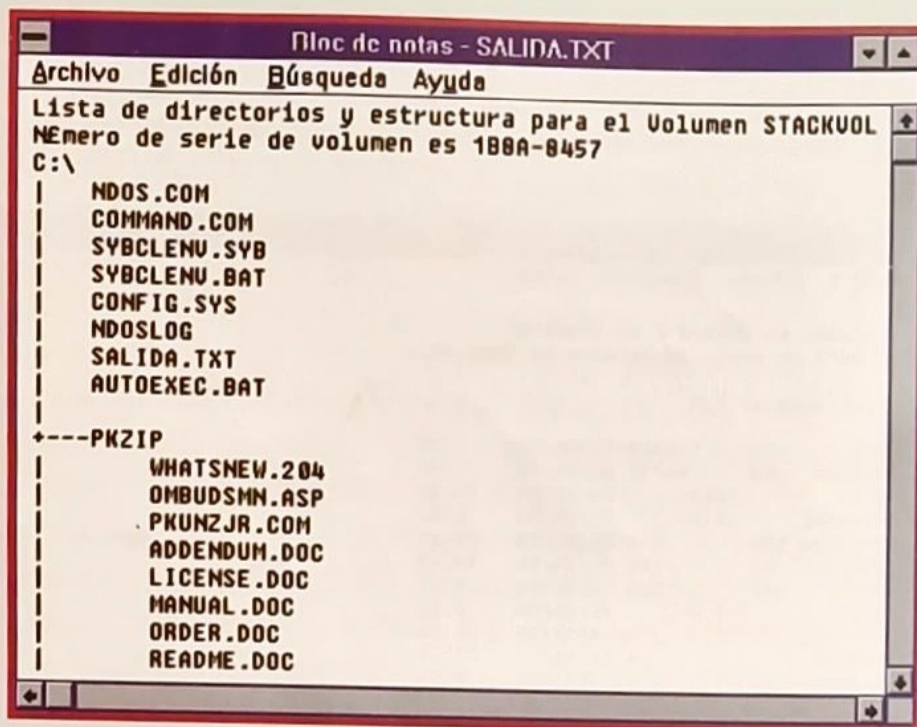 Bloc de notas - SALIDA.TXT
Archivo Edición Búsqueda Ayuda
Lista de directorios y estructura para el Volumen STACKVOL
N£mero de serie de volumen es 1B8A-8457
C:\
| NDOS.COM
| COMMAND.COM
| SYBCLENV.SYB
| SYBCLENV.BAT
| CONFIG.SYS
| NDOSLOG
| SALIDA.TXT
| AUTOEXEC.BAT
|
+---PKZIP
| WHATSNEW.204
| OMBUDSMN.ASP
| PKUNZJR.COM
| ADDENDUM.DOC
| LICENSE.DOC
| MANUAL.DOC
| ORDER.DOC
| README.DOC